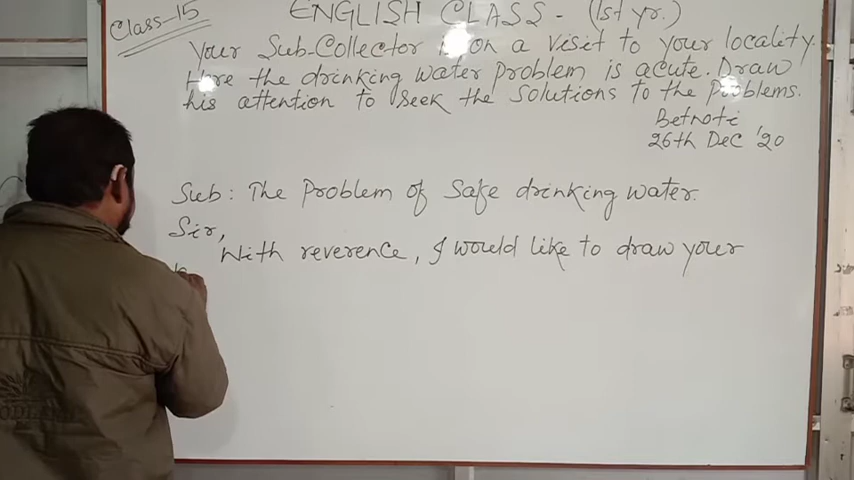 Class-15
ENGLISH CLASS - (1st yr.)
Your Sub-Collector is on a visit to your locality.
Here the drinking water problem is acute. Draw
his attention to seek the solutions to the problems.
Betnoti
26th Dec '20
Sub: The Problem of Safe drinking water.
Sir,
With reverence, I would like to draw your